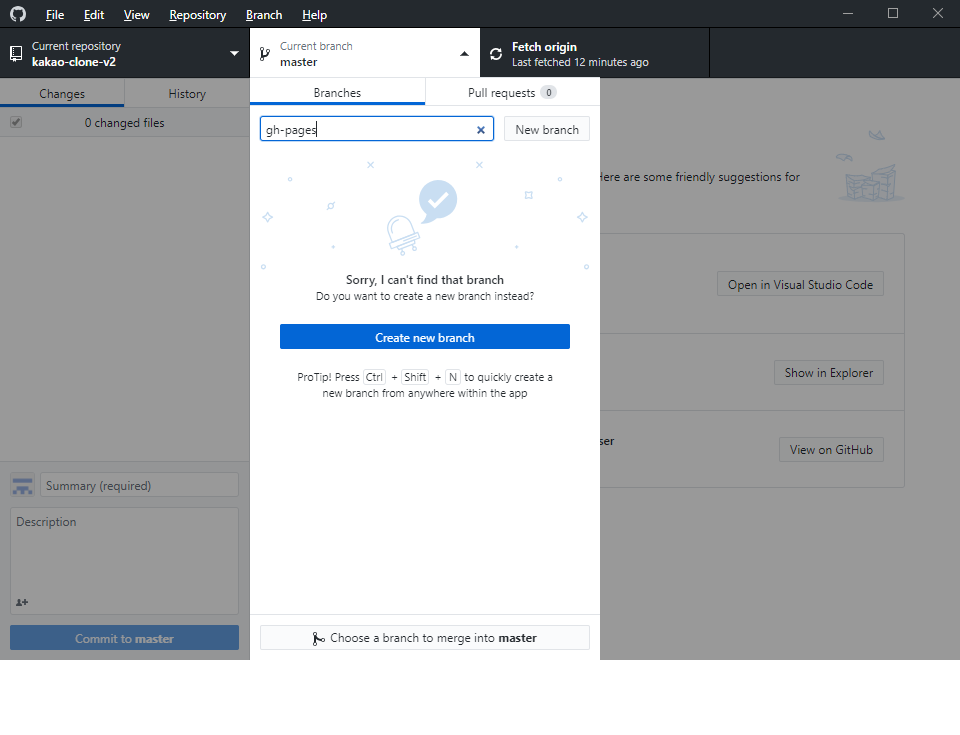 File Edit View Repository Branch Help
Current repository
kakao-clone-v2
Current branch
master
Fetch origin
Last fetched 12 minutes ago
Changes
History
0 changed files
Branches
Pull requests 0
gh-pages
New branch
Sorry, I can't find that branch
Do you want to create a new branch instead?
Create new branch
ProTip! Press Ctrl + Shift + N to quickly create a
new branch from anywhere within the app
Choose a branch to merge into master
Here are some friendly suggestions for
Open in Visual Studio Code
Show in Explorer
View on GitHub
Summary (required)
Description
Commit to master